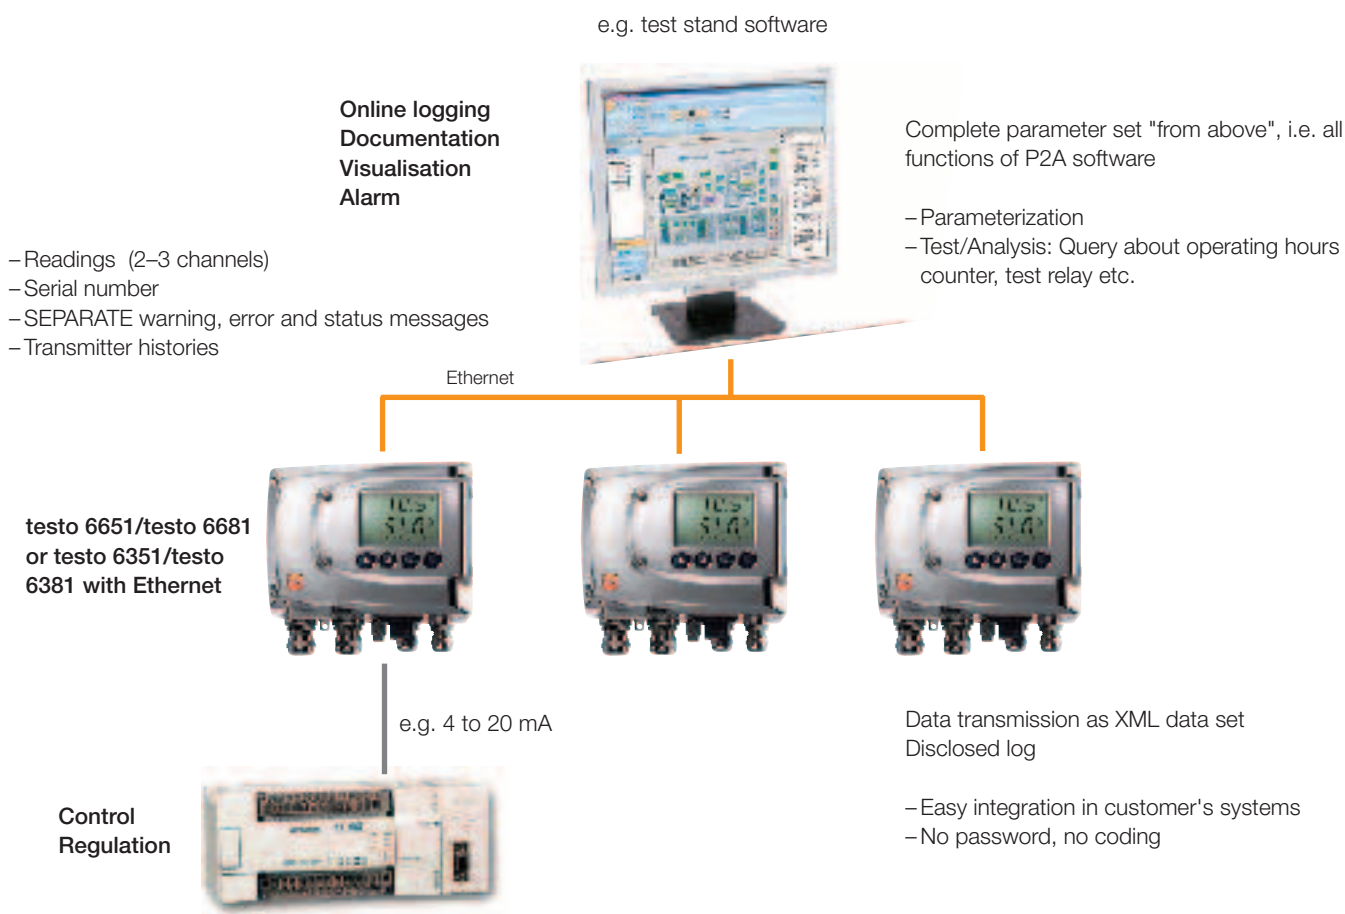 e.g. test stand software
Online logging
Documentation
Visualisation
Alarm
Complete parameter set "from above", i.e. all
functions of P2A software
– Parameterization
– Test/Analysis: Query about operating hours
counter, test relay etc.
– Readings (2–3 channels)
– Serial number
– SEPARATE warning, error and status messages
– Transmitter histories
Ethernet
testo 6651/testo 6681
or testo 6351/testo
6381 with Ethernet
e.g. 4 to 20 mA
Data transmission as XML data set
Disclosed log
– Easy integration in customer's systems
– No password, no coding
Control
Regulation